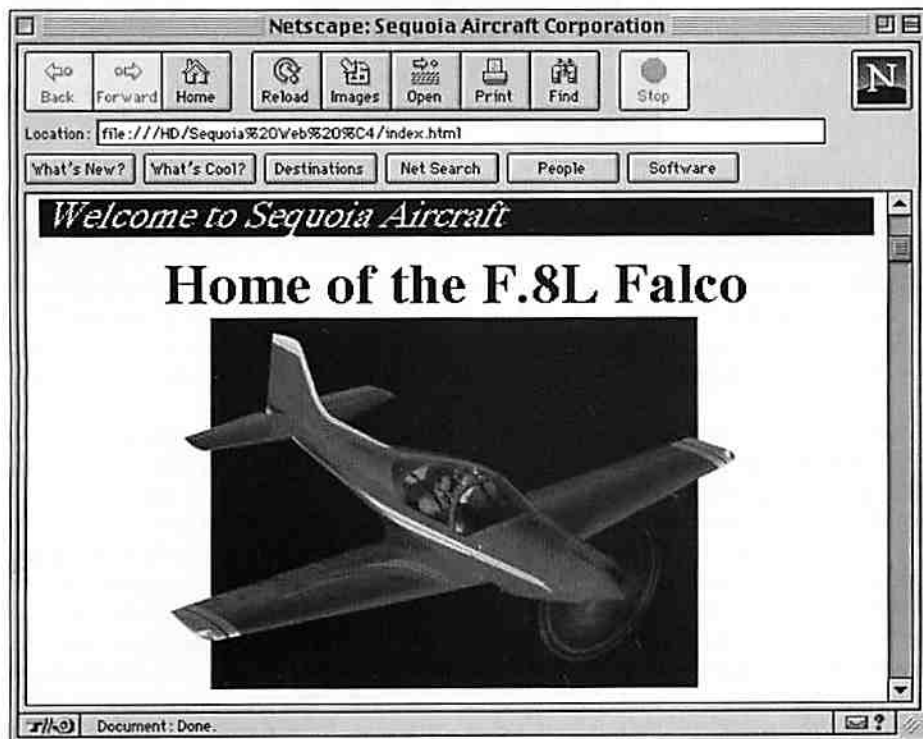 Netscape: Sequoia Aircraft Corporation
Back Forward Home Reload Images Open Print Find Stop
N
Location: file:///HD/Sequoia%20Web%20%C4/index.html
What's New? What's Cool? Destinations Net Search People Software
Welcome to Sequoia Aircraft
Home of the F.8L Falco
Document: Done.
?